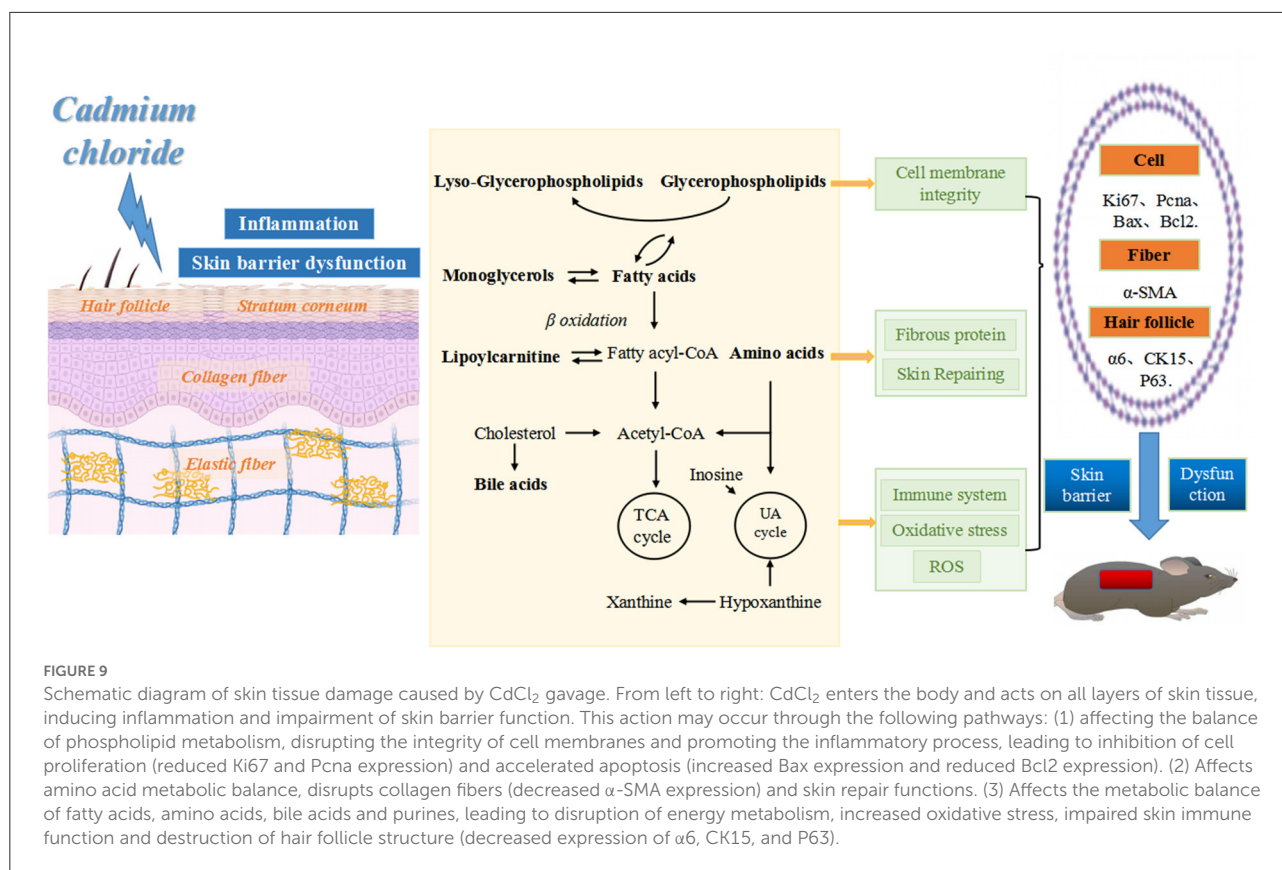 Cadmium
chloride
Inflammation
Skin barrier dysfunction
Hair follicle
Stratum corneum
Collagen fiber
Elastic fiber
Lyso-Glycerophospholipids
Glycerophospholipids
Monoglycerols
Fatty acids
β oxidation
Lipoylcarnitine
Fatty acyl-CoA
Amino acids
Cholesterol
Acetyl-CoA
Inosine
Bile acids
TCA
cycle
UA
cycle
Xanthine
Hypoxanthine
Cell membrane
integrity
Fibrous protein
Skin Repairing
Immune system
Oxidative stress
ROS
Cell
Ki67、Pcna、
Bax、Bcl2.
Fiber
α-SMA
Hair follicle
α6、CK15、
P63.
Skin
barrier
Dysfun
ction
FIGURE 9
Schematic diagram of skin tissue damage caused by CdCl₂ gavage. From left to right: CdCl₂ enters the body and acts on all layers of skin tissue,
inducing inflammation and impairment of skin barrier function. This action may occur through the following pathways: (1) affecting the balance
of phospholipid metabolism, disrupting the integrity of cell membranes and promoting the inflammatory process, leading to inhibition of cell
proliferation (reduced Ki67 and Pcna expression) and accelerated apoptosis (increased Bax expression and reduced Bcl2 expression). (2) Affects
amino acid metabolic balance, disrupts collagen fibers (decreased α-SMA expression) and skin repair functions. (3) Affects the metabolic balance
of fatty acids, amino acids, bile acids and purines, leading to disruption of energy metabolism, increased oxidative stress, impaired skin immune
function and destruction of hair follicle structure (decreased expression of α6, CK15, and P63).